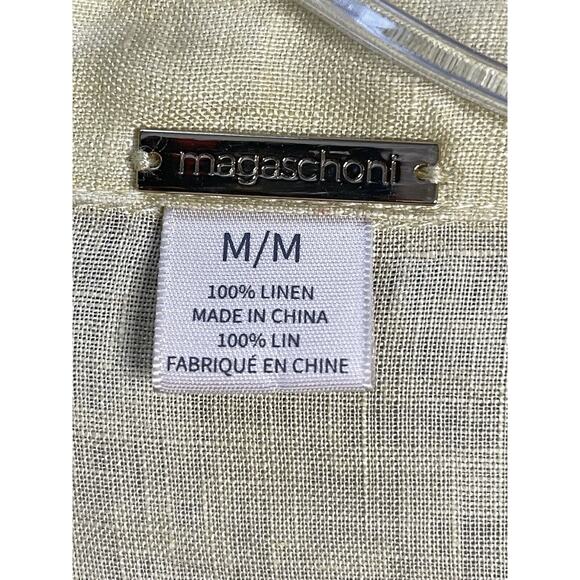 magaschoni
M/M
100% LINEN
MADE IN CHINA
100% LIN
FABRIQUÉ EN CHINE